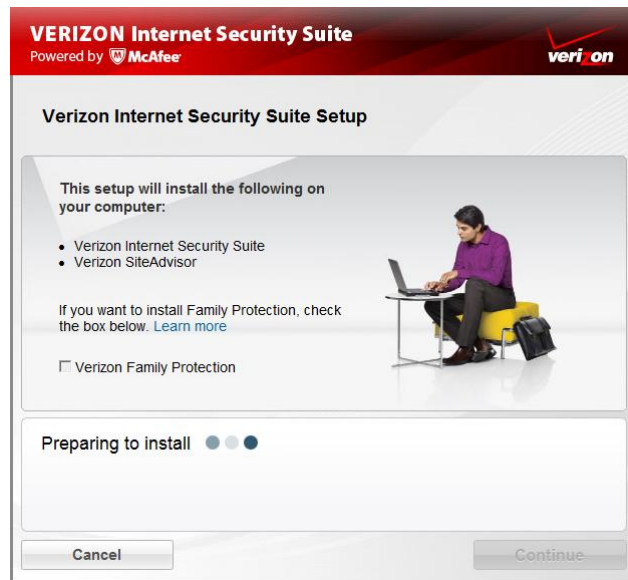 VERIZON Internet Security Suite
Powered by McAfee
verizon
Verizon Internet Security Suite Setup
This setup will install the following on
your computer:
• Verizon Internet Security Suite
• Verizon SiteAdvisor
If you want to install Family Protection, check
the box below. Learn more
Verizon Family Protection
Preparing to install
Cancel
Continue